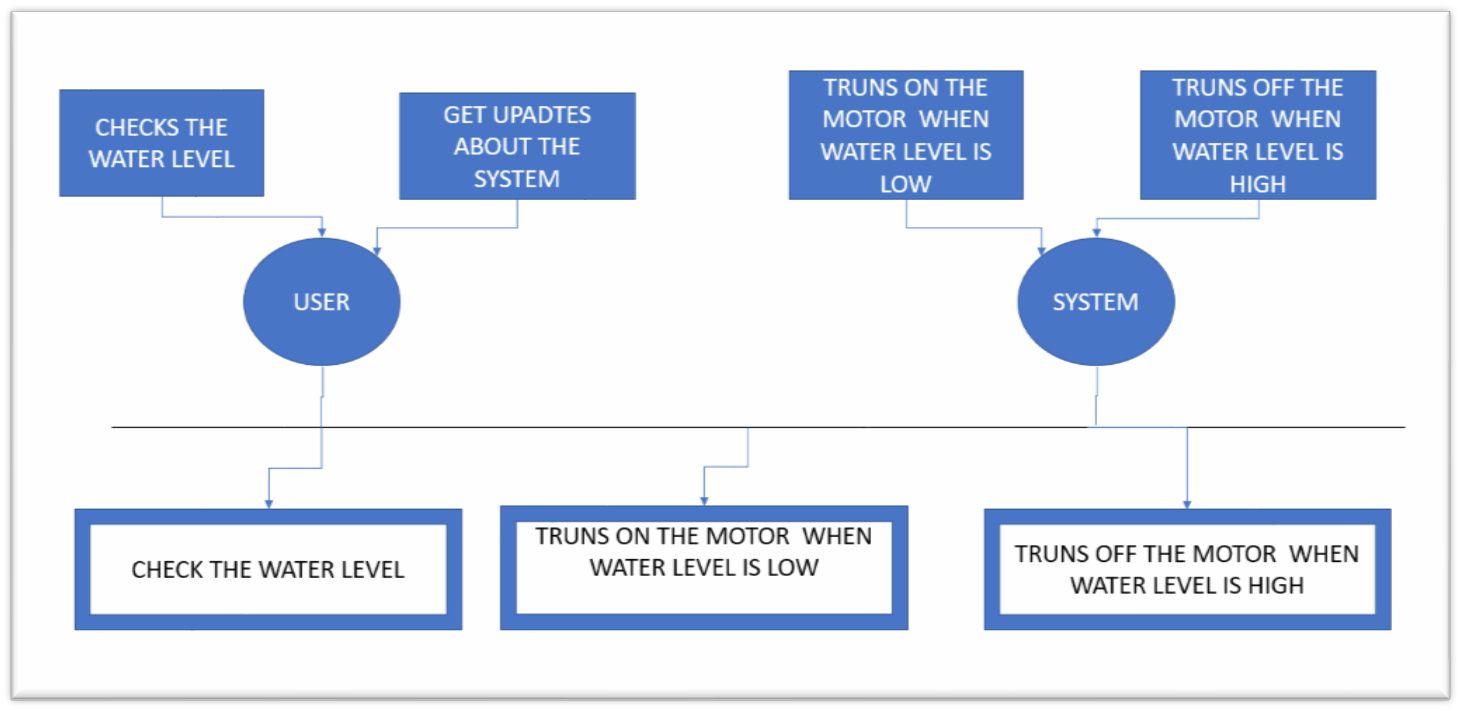 CHECKS THE
WATER LEVEL
GET UPADTES
ABOUT THE
SYSTEM
TRUNS ON THE
MOTOR WHEN
WATER LEVEL IS
LOW
TRUNS OFF THE
MOTOR WHEN
WATER LEVEL IS
HIGH
USER
SYSTEM
CHECK THE WATER LEVEL
TRUNS ON THE MOTOR WHEN
WATER LEVEL IS LOW
TRUNS OFF THE MOTOR WHEN
WATER LEVEL IS HIGH